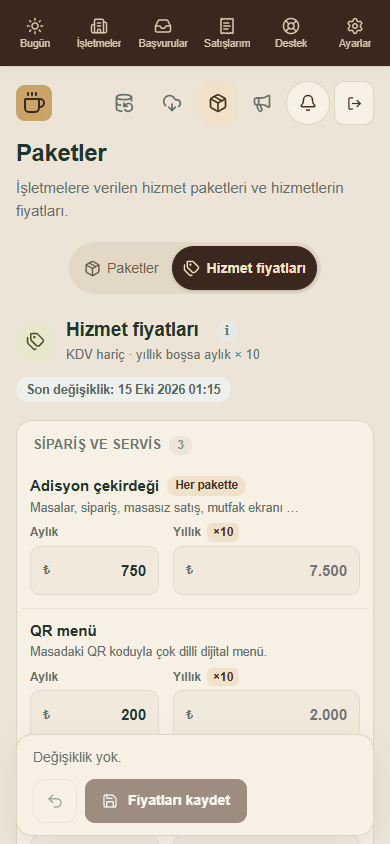 Bugün
İşletmeler
Başvurular
Satışlarım
Destek
Ayarlar
Paketler
İşletmelere verilen hizmet paketleri ve hizmetlerin
fiyatları.
Paketler
Hizmet fiyatları
Hizmet fiyatları i
KDV hariç · yıllık boşsa aylık × 10
Son değişiklik: 15 Eki 2026 01:15
SİPARİŞ VE SERVİS 3
Adisyon çekirdeği Her pakette
Masalar, sipariş, masasız satış, mutfak ekranı …
Aylık
Yıllık ×10
₺ 750
₺ 7.500
QR menü
Masadaki QR koduyla çok dilli dijital menü.
Aylık
Yıllık ×10
₺ 200
₺ 2.000
Değişiklik yok.
Fiyatları kaydet